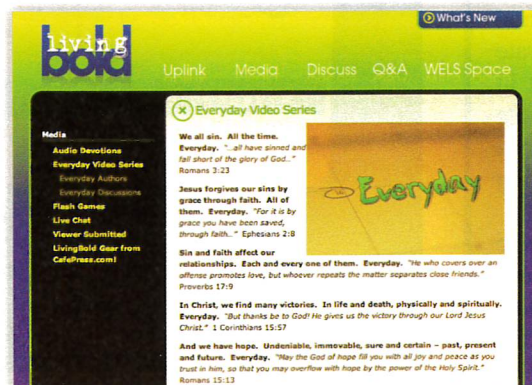 What's New
living
bold
Uplink Media Discuss Q&A WELS Space
Media
Audio Devotions
Everyday Video Series
Everyday Authors
Everyday Discussions
Flash Games
Live Chat
Viewer Submitted
LivingBold Gear from
CafePress.com!
Everyday Video Series
We all sin. All the time.
Everyday. "...all have sinned and
fall short of the glory of God..."
Romans 3:23
Everyday
Jesus forgives our sins by
grace through faith. All of
them. Everyday. "For it is by
grace you have been saved,
through faith.." Ephesians 2:8
Sin and faith affect our
relationships. Each and every one of them. Everyday. "He who covers over an
offense promotes love, but whoever repeats the matter separates close friends."
Proverbs 17:9
In Christ, we find many victories. In life and death, physically and spiritually.
Everyday. "But thanks be to God! He gives us the victory through our Lord Jesus
Christ." 1 Corinthians 15:57
And we have hope. Undeniable, immovable, sure and certain – past, present
and future. Everyday. "May the God of hope fill you with all joy and peace as you
trust in him, so that you may overflow with hope by the power of the Holy Spirit."
Romans 15:13